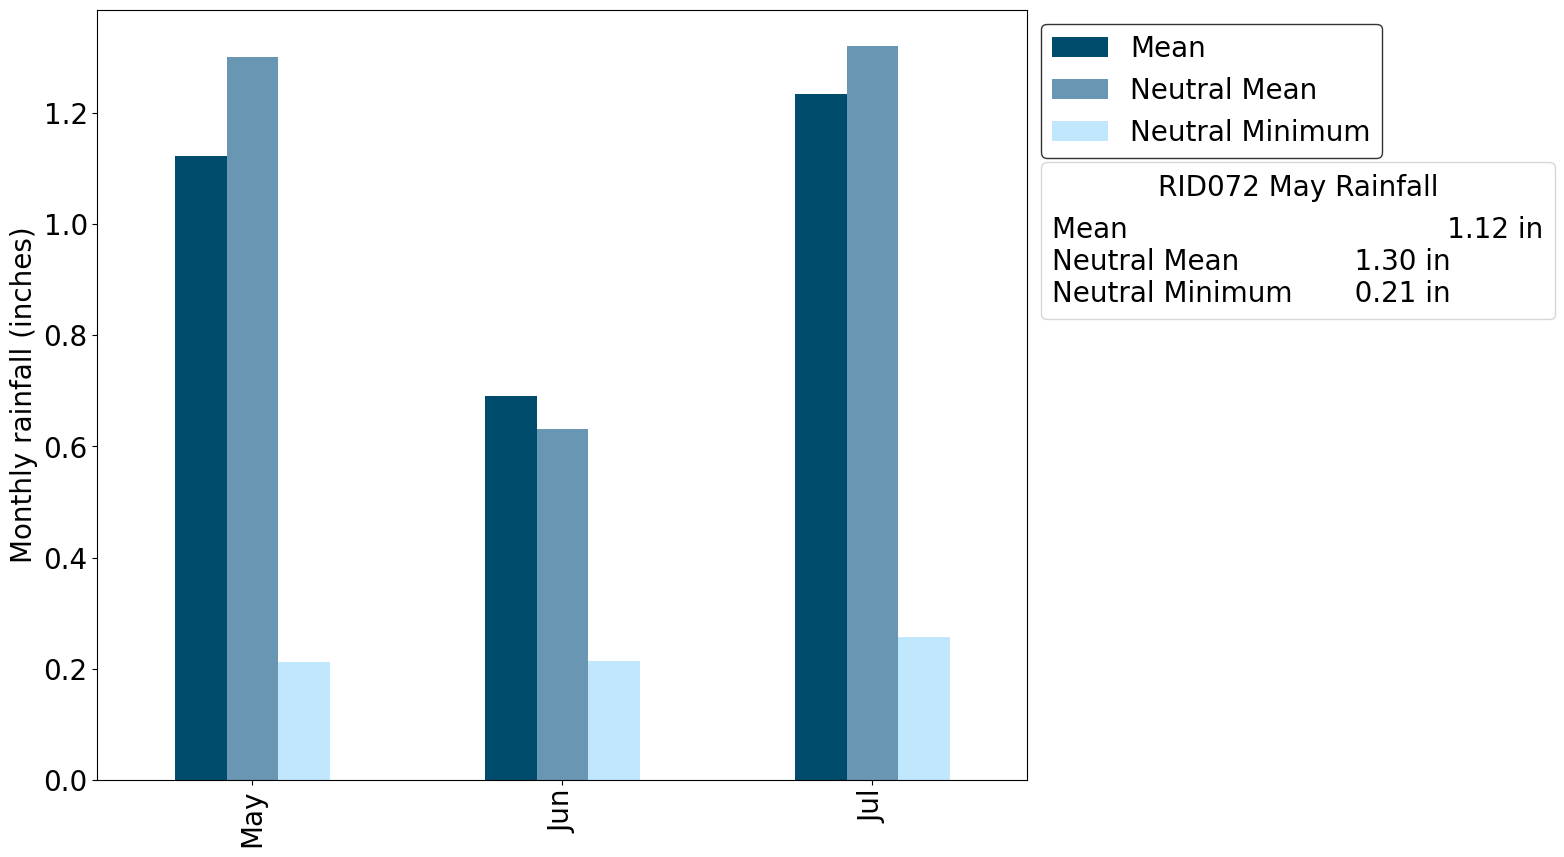 Mean
Neutral Mean
Neutral Minimum
RID072 May Rainfall
Mean 1.12 in
Neutral Mean 1.30 in
Neutral Minimum 0.21 in
Monthly rainfall (inches)
1.2
1.0
0.8
0.6
0.4
0.2
0.0
May
Jun
Jul